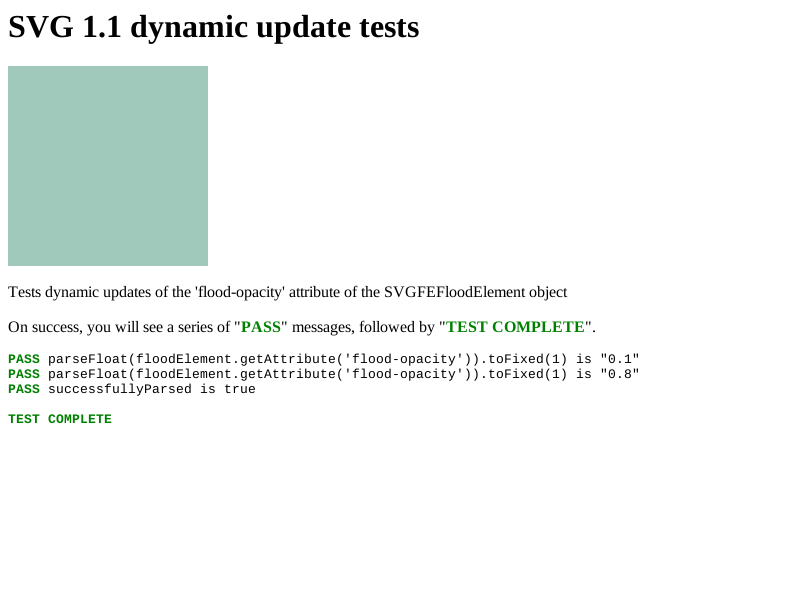 SVG 1.1 dynamic update tests
Tests dynamic updates of the 'flood-opacity' attribute of the SVGFEFloodElement object
On success, you will see a series of "PASS" messages, followed by "TEST COMPLETE".
PASS parseFloat(floodElement.getAttribute('flood-opacity')).toFixed(1) is "0.1"
PASS parseFloat(floodElement.getAttribute('flood-opacity')).toFixed(1) is "0.8"
PASS successfullyParsed is true
TEST COMPLETE